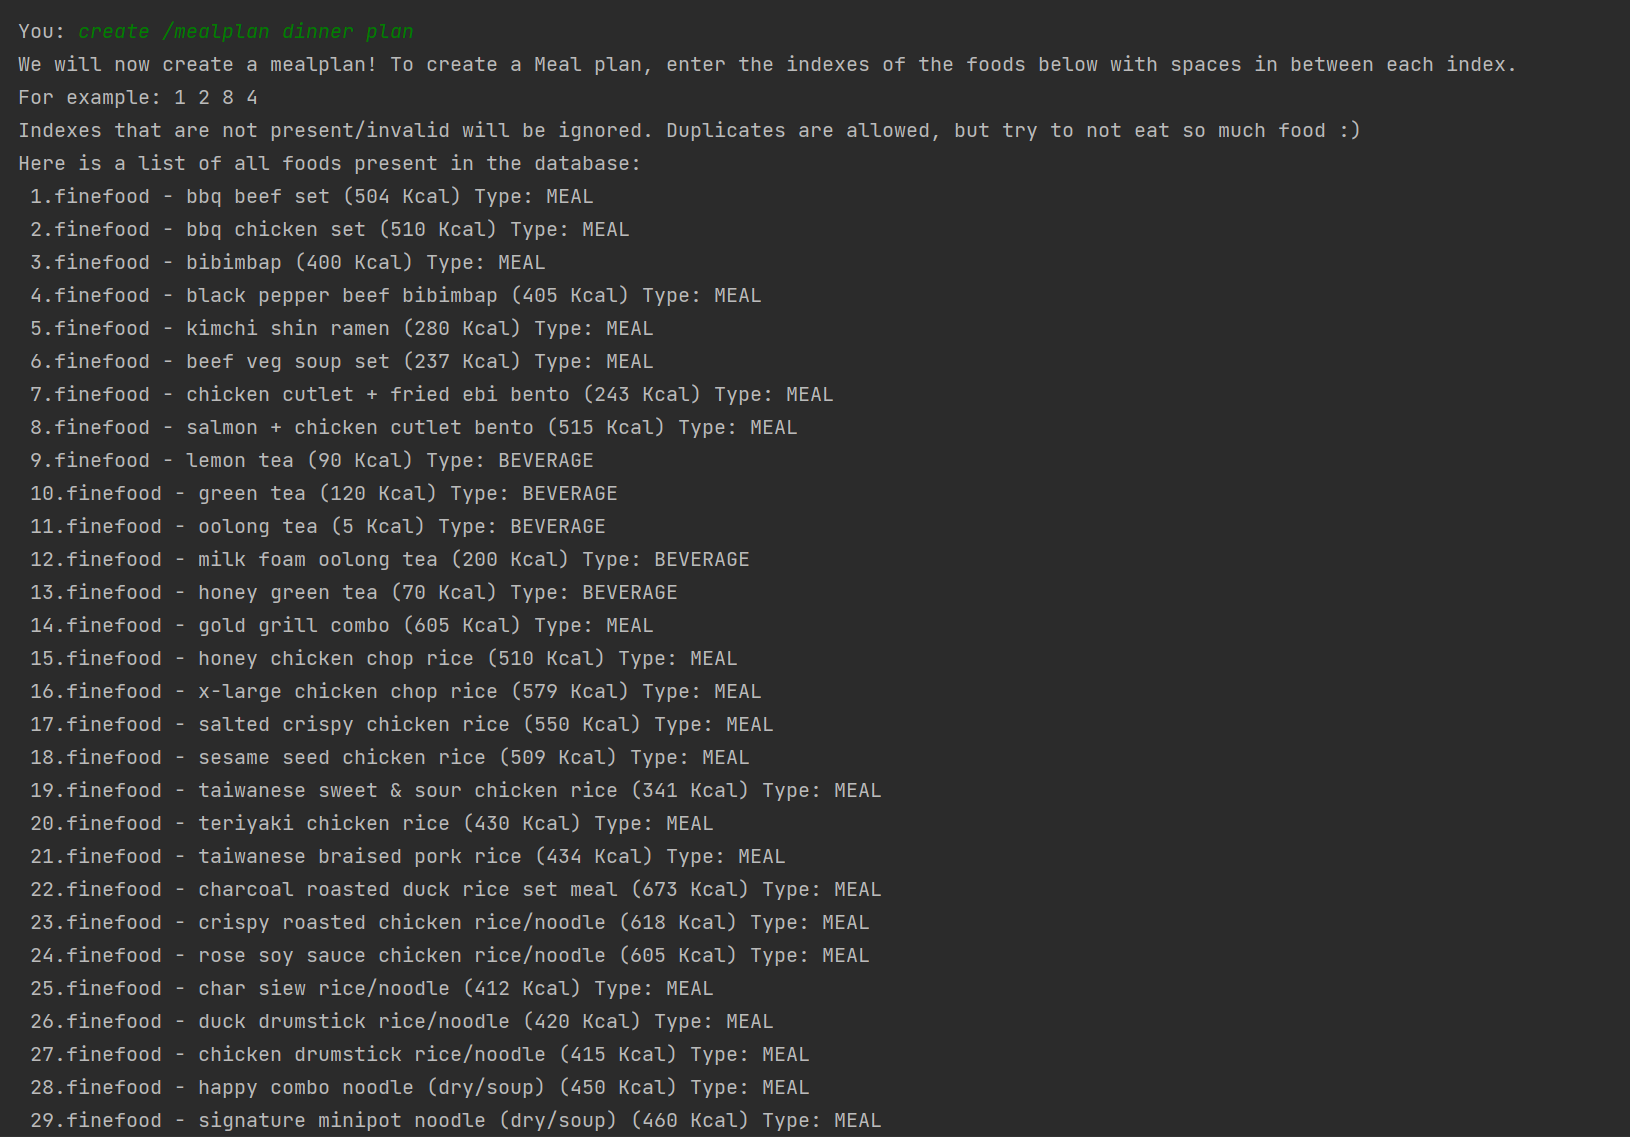 You: create /mealplan dinner plan
We will now create a mealplan! To create a Meal plan, enter the indexes of the foods below with spaces in between each index.
For example: 1 2 8 4
Indexes that are not present/invalid will be ignored. Duplicates are allowed, but try to not eat so much food :)
Here is a list of all foods present in the database:
1.finefood - bbq beef set (504 Kcal) Type: MEAL
2.finefood - bbq chicken set (510 Kcal) Type: MEAL
3.finefood - bibimbap (400 Kcal) Type: MEAL
4.finefood - black pepper beef bibimbap (405 Kcal) Type: MEAL
5.finefood - kimchi shin ramen (280 Kcal) Type: MEAL
6.finefood - beef veg soup set (237 Kcal) Type: MEAL
7.finefood - chicken cutlet + fried ebi bento (243 Kcal) Type: MEAL
8.finefood - salmon + chicken cutlet bento (515 Kcal) Type: MEAL
9.finefood - lemon tea (90 Kcal) Type: BEVERAGE
10.finefood - green tea (120 Kcal) Type: BEVERAGE
11.finefood - oolong tea (5 Kcal) Type: BEVERAGE
12.finefood - milk foam oolong tea (200 Kcal) Type: BEVERAGE
13.finefood - honey green tea (70 Kcal) Type: BEVERAGE
14.finefood - gold grill combo (605 Kcal) Type: MEAL
15.finefood - honey chicken chop rice (510 Kcal) Type: MEAL
16.finefood - x-large chicken chop rice (579 Kcal) Type: MEAL
17.finefood - salted crispy chicken rice (550 Kcal) Type: MEAL
18.finefood - sesame seed chicken rice (509 Kcal) Type: MEAL
19.finefood - taiwanese sweet & sour chicken rice (341 Kcal) Type: MEAL
20.finefood - teriyaki chicken rice (430 Kcal) Type: MEAL
21.finefood - taiwanese braised pork rice (434 Kcal) Type: MEAL
22.finefood - charcoal roasted duck rice set meal (673 Kcal) Type: MEAL
23.finefood - crispy roasted chicken rice/noodle (618 Kcal) Type: MEAL
24.finefood - rose soy sauce chicken rice/noodle (605 Kcal) Type: MEAL
25.finefood - char siew rice/noodle (412 Kcal) Type: MEAL
26.finefood - duck drumstick rice/noodle (420 Kcal) Type: MEAL
27.finefood - chicken drumstick rice/noodle (415 Kcal) Type: MEAL
28.finefood - happy combo noodle (dry/soup) (450 Kcal) Type: MEAL
29.finefood - signature minipot noodle (dry/soup) (460 Kcal) Type: MEAL